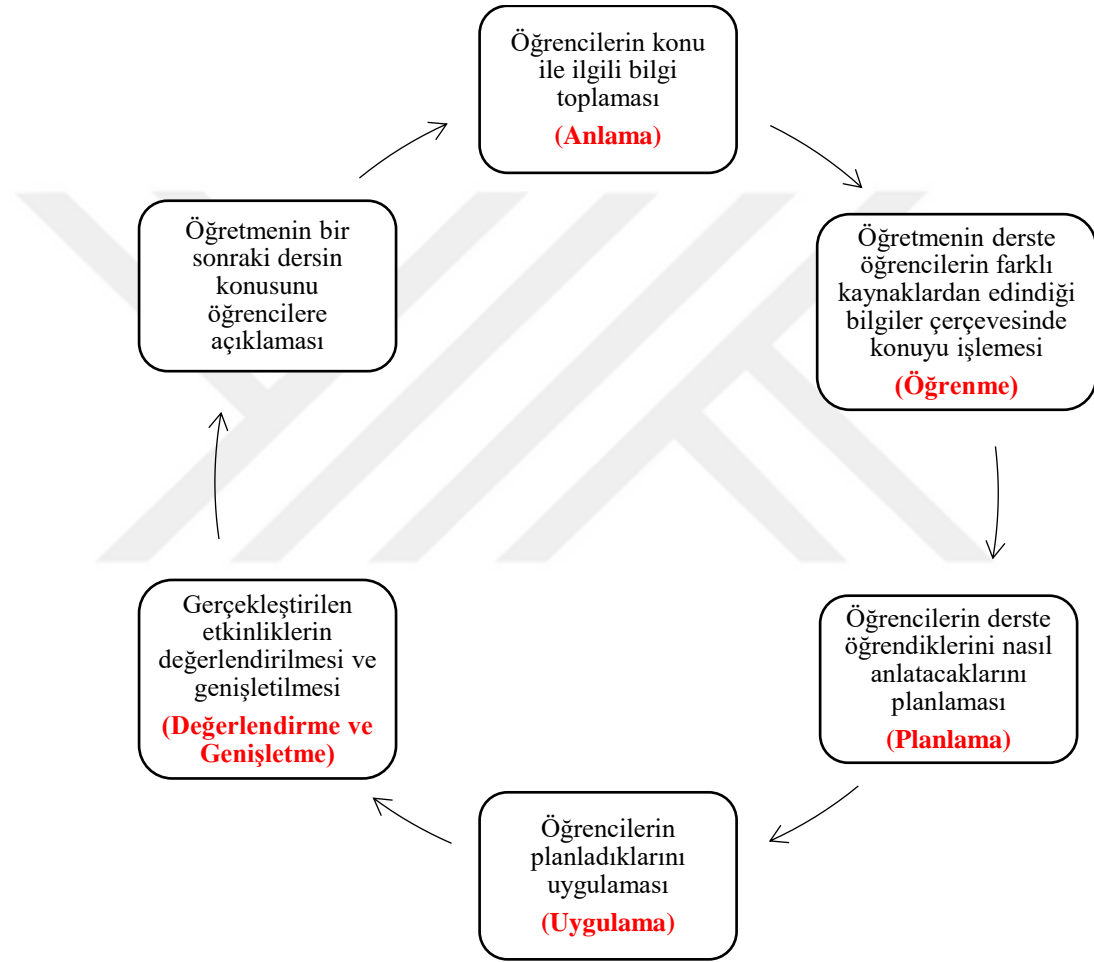 Öğrencilerin konu
ile ilgili bilgi
toplaması
(Anlama)
Öğretmenin derste
öğrencilerin farklı
kaynaklardan edindiği
bilgiler çerçevesinde
konuyu işlemesi
(Öğrenme)
Öğrencilerin derste
öğrendiklerini nasıl
anlatacaklarını
planlaması
(Planlama)
Öğrencilerin
planladıklarını
uygulaması
(Uygulama)
Gerçekleştirilen
etkinliklerin
değerlendirilmesi ve
genişletilmesi
(Değerlendirme ve
Genişletme)
Öğretmenin bir
sonraki dersin
konusunu
öğrencilere
açıklaması